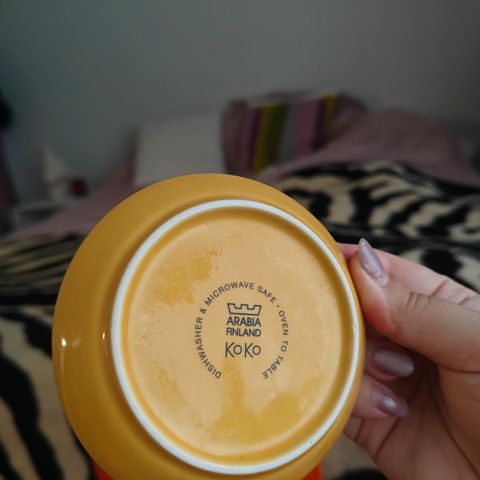 DISHWASHER & MICROWAVE SAFE · OVEN TO TABLE
ARABIA
FINLAND
KoKo